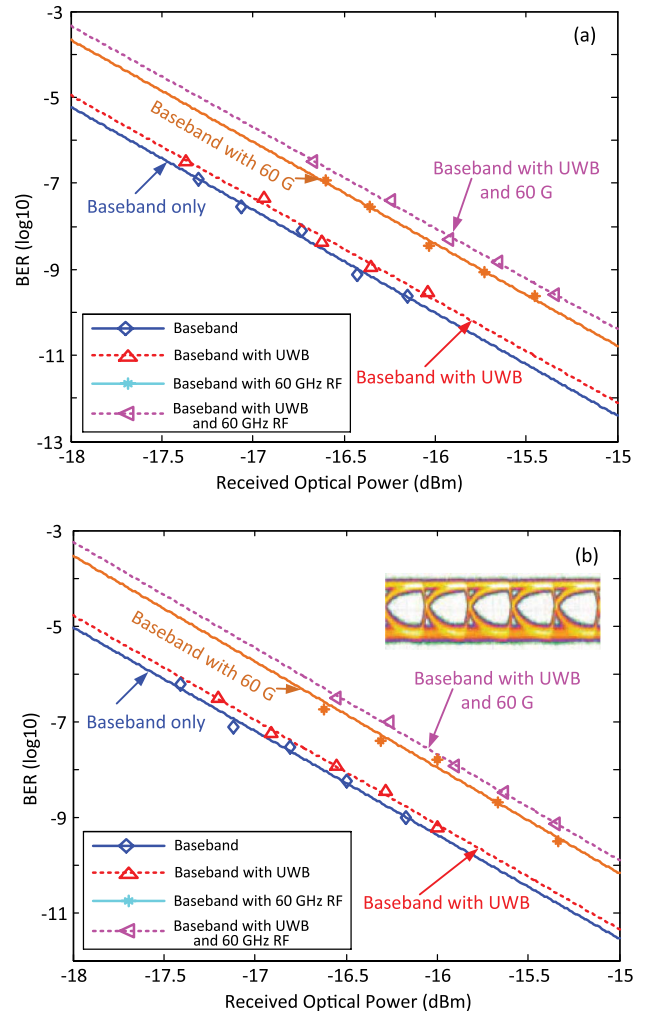 (a)
-3
-5
-7
-9
-11
-13
BER (log10)
Baseband with 60 G
Baseband only
Baseband with UWB
and 60 G
Baseband with UWB
Baseband
Baseband with UWB
Baseband with 60 GHz RF
Baseband with UWB
and 60 GHz RF
-18 -17.5 -17 -16.5 -16 -15.5 -15
Received Optical Power (dBm)
(b)
-3
-5
-7
-9
-11
BER (log10)
Baseband with 60 G
Baseband only
Baseband with UWB
and 60 G
Baseband with UWB
Baseband
Baseband with UWB
Baseband with 60 GHz RF
Baseband with UWB
and 60 GHz RF
-18 -17.5 -17 -16.5 -16 -15.5 -15
Received Optical Power (dBm)